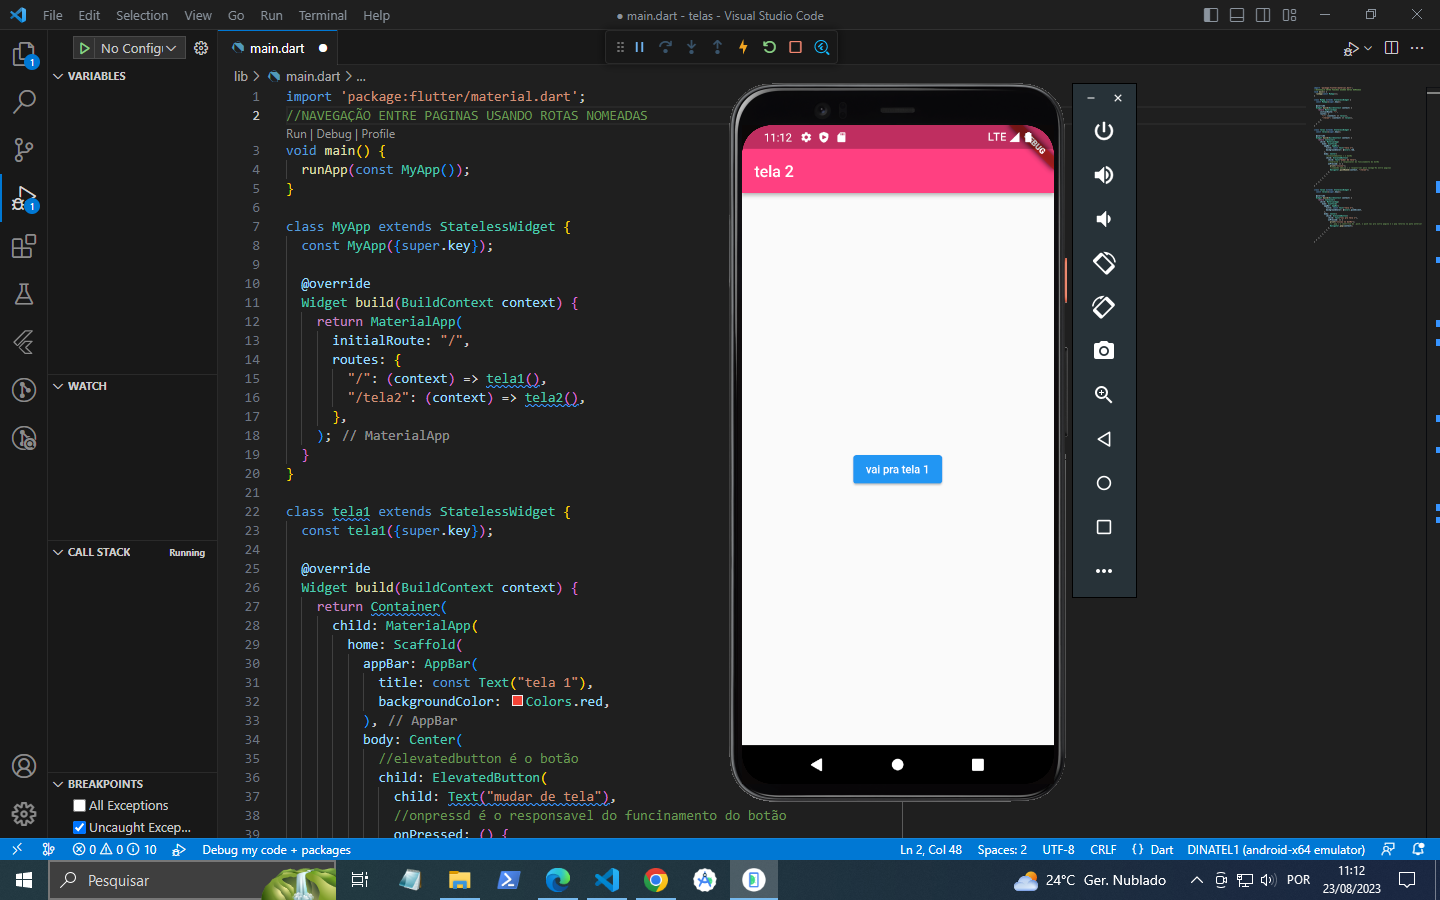 File Edit Selection View Go Run Terminal Help
● main.dart - telas - Visual Studio Code
No Config
main.dart
VARIABLES
WATCH
CALL STACK Running
BREAKPOINTS
All Exceptions
Uncaught Excep...
lib > main.dart > ...
1 import 'package:flutter/material.dart';
2 //NAVEGAÇÃO ENTRE PAGINAS USANDO ROTAS NOMEADAS
Run | Debug | Profile
3 void main() {
4 runApp(const MyApp());
5 }
6
7 class MyApp extends StatelessWidget {
8 const MyApp({super.key});
9
10 @override
11 Widget build(BuildContext context) {
12 return MaterialApp(
13 initialRoute: "/",
14 routes: {
15 "/": (context) => tela1(),
16 "/tela2": (context) => tela2(),
17 },
18 ); // MaterialApp
19 }
20 }
21
22 class tela1 extends StatelessWidget {
23 const tela1({super.key});
24
25 @override
26 Widget build(BuildContext context) {
27 return Container(
28 child: MaterialApp(
29 home: Scaffold(
30 appBar: AppBar(
31 title: const Text("tela 1"),
32 backgroundColor: Colors.red,
33 ), // AppBar
34 body: Center(
35 //elevatedbutton é o botão
36 child: ElevatedButton(
37 child: Text("mudar de tela"),
38 //onpressd é o responsavel do funcinamento do botão
39 onPressed: () {
11:12 LTE
tela 2
vai pra tela 1
0 0 10 Debug my code + packages
Ln 2, Col 48 Spaces: 2 UTF-8 CRLF {} Dart DINATEL1 (android-x64 emulator)
Pesquisar
24°C Ger. Nublado
POR
11:12
23/08/2023